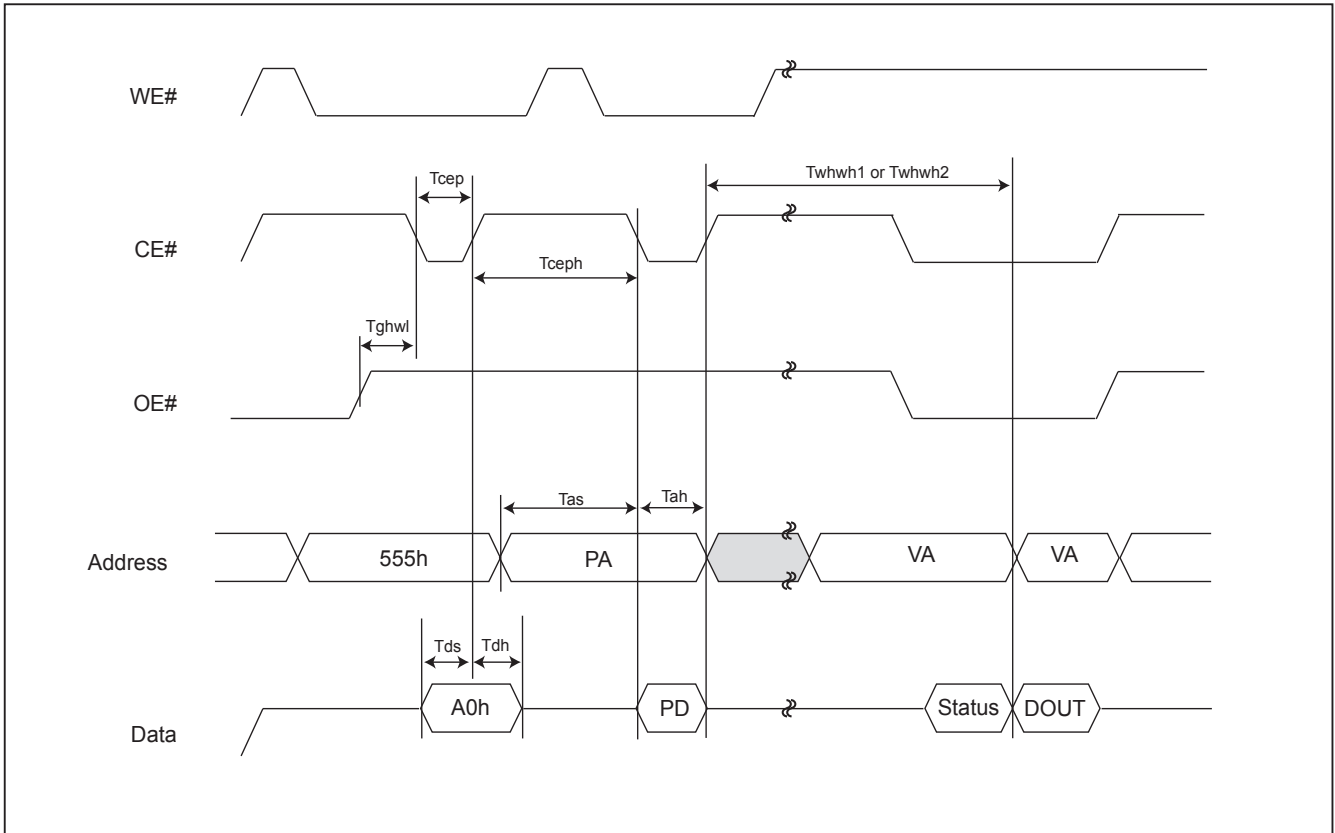 WE#
Tcep
Twhwh1 or Twhwh2
CE#
Tceph
Tghwl
OE#
Tas
Tah
Address
555h
PA
VA
VA
Tds
Tdh
Data
A0h
PD
Status
DOUT